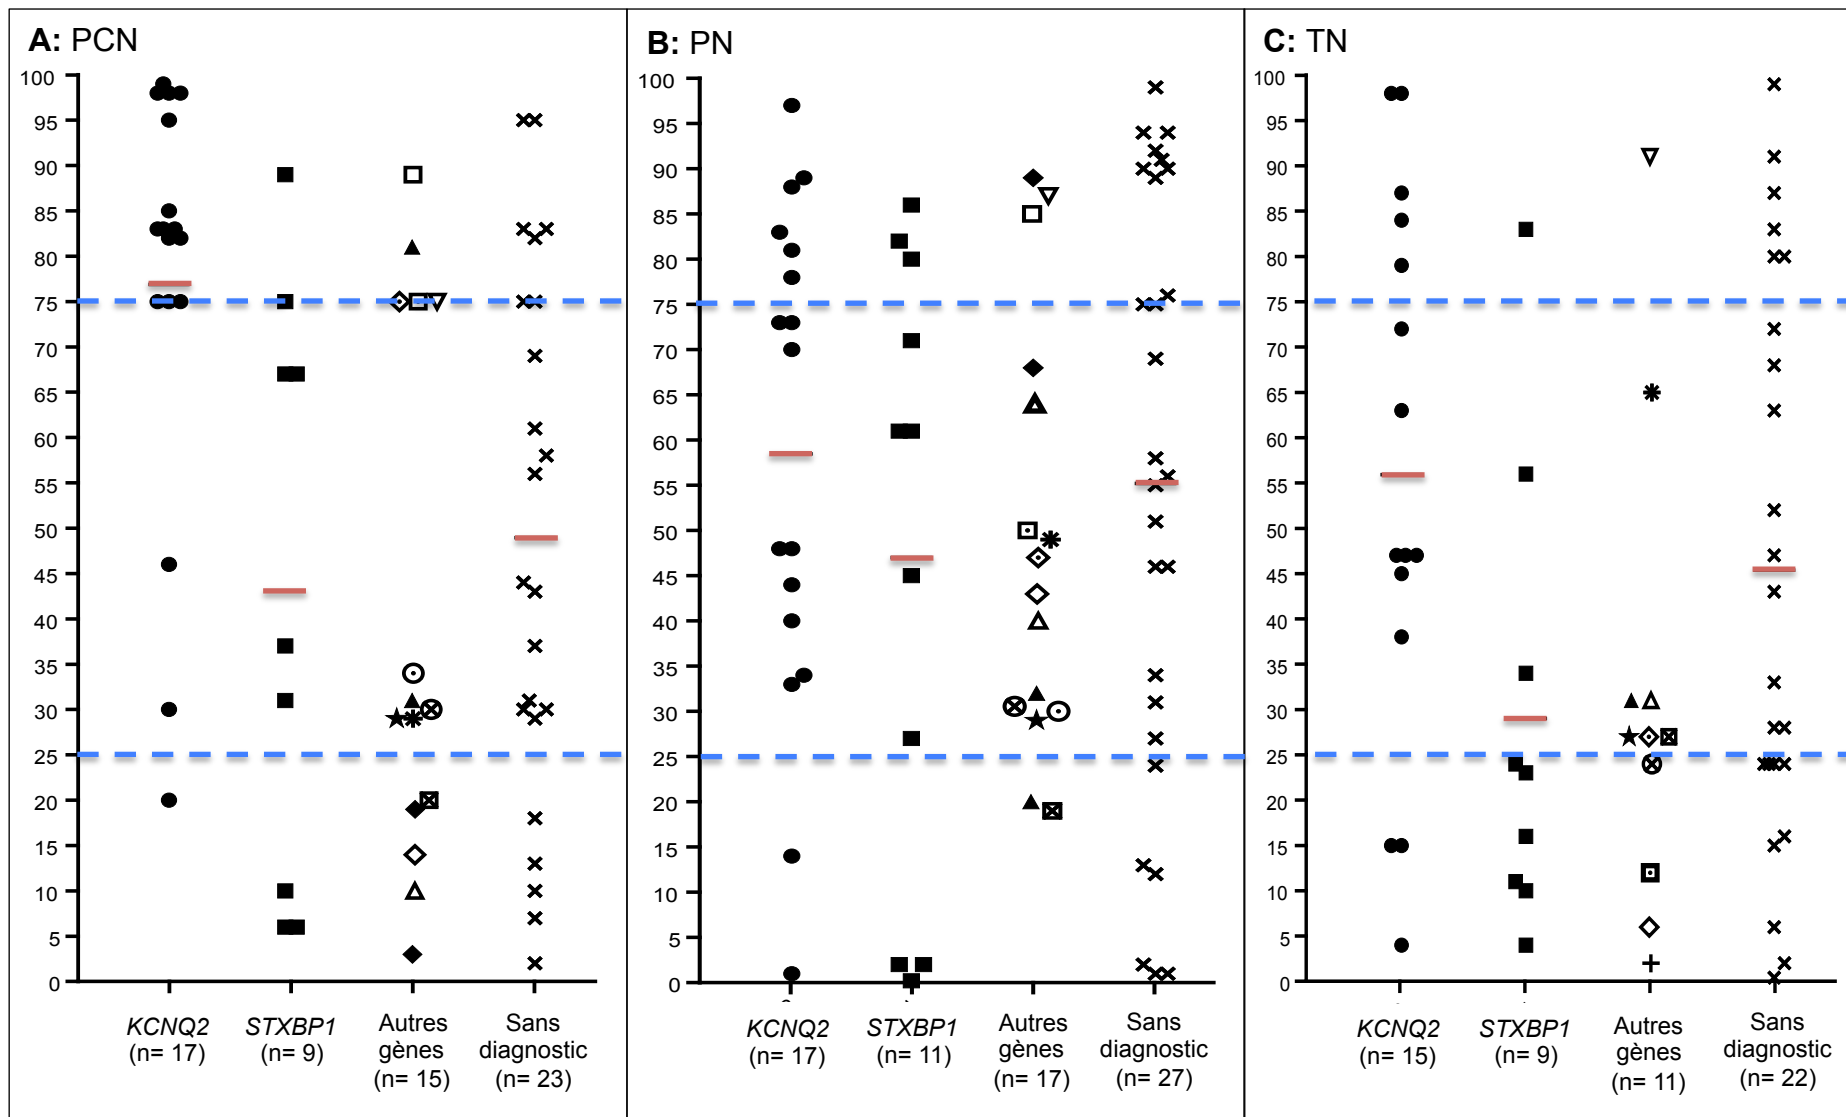 A: PCN
100
95
90
85
80
75
70
65
60
55
50
45
40
35
30
25
20
15
10
5
0
KCNQ2
(n= 17)
STXBP1
(n= 9)
Autres
gènes
(n= 15)
Sans
diagnostic
(n= 23)
B: PN
100
95
90
85
80
75
70
65
60
55
50
45
40
35
30
25
20
15
10
5
0
KCNQ2
(n= 17)
STXBP1
(n= 11)
Autres
gènes
(n= 17)
Sans
diagnostic
(n= 27)
C: TN
100
95
90
85
80
75
70
65
60
55
50
45
40
35
30
25
20
15
10
5
0
KCNQ2
(n= 15)
STXBP1
(n= 9)
Autres
gènes
(n= 11)
Sans
diagnostic
(n= 22)